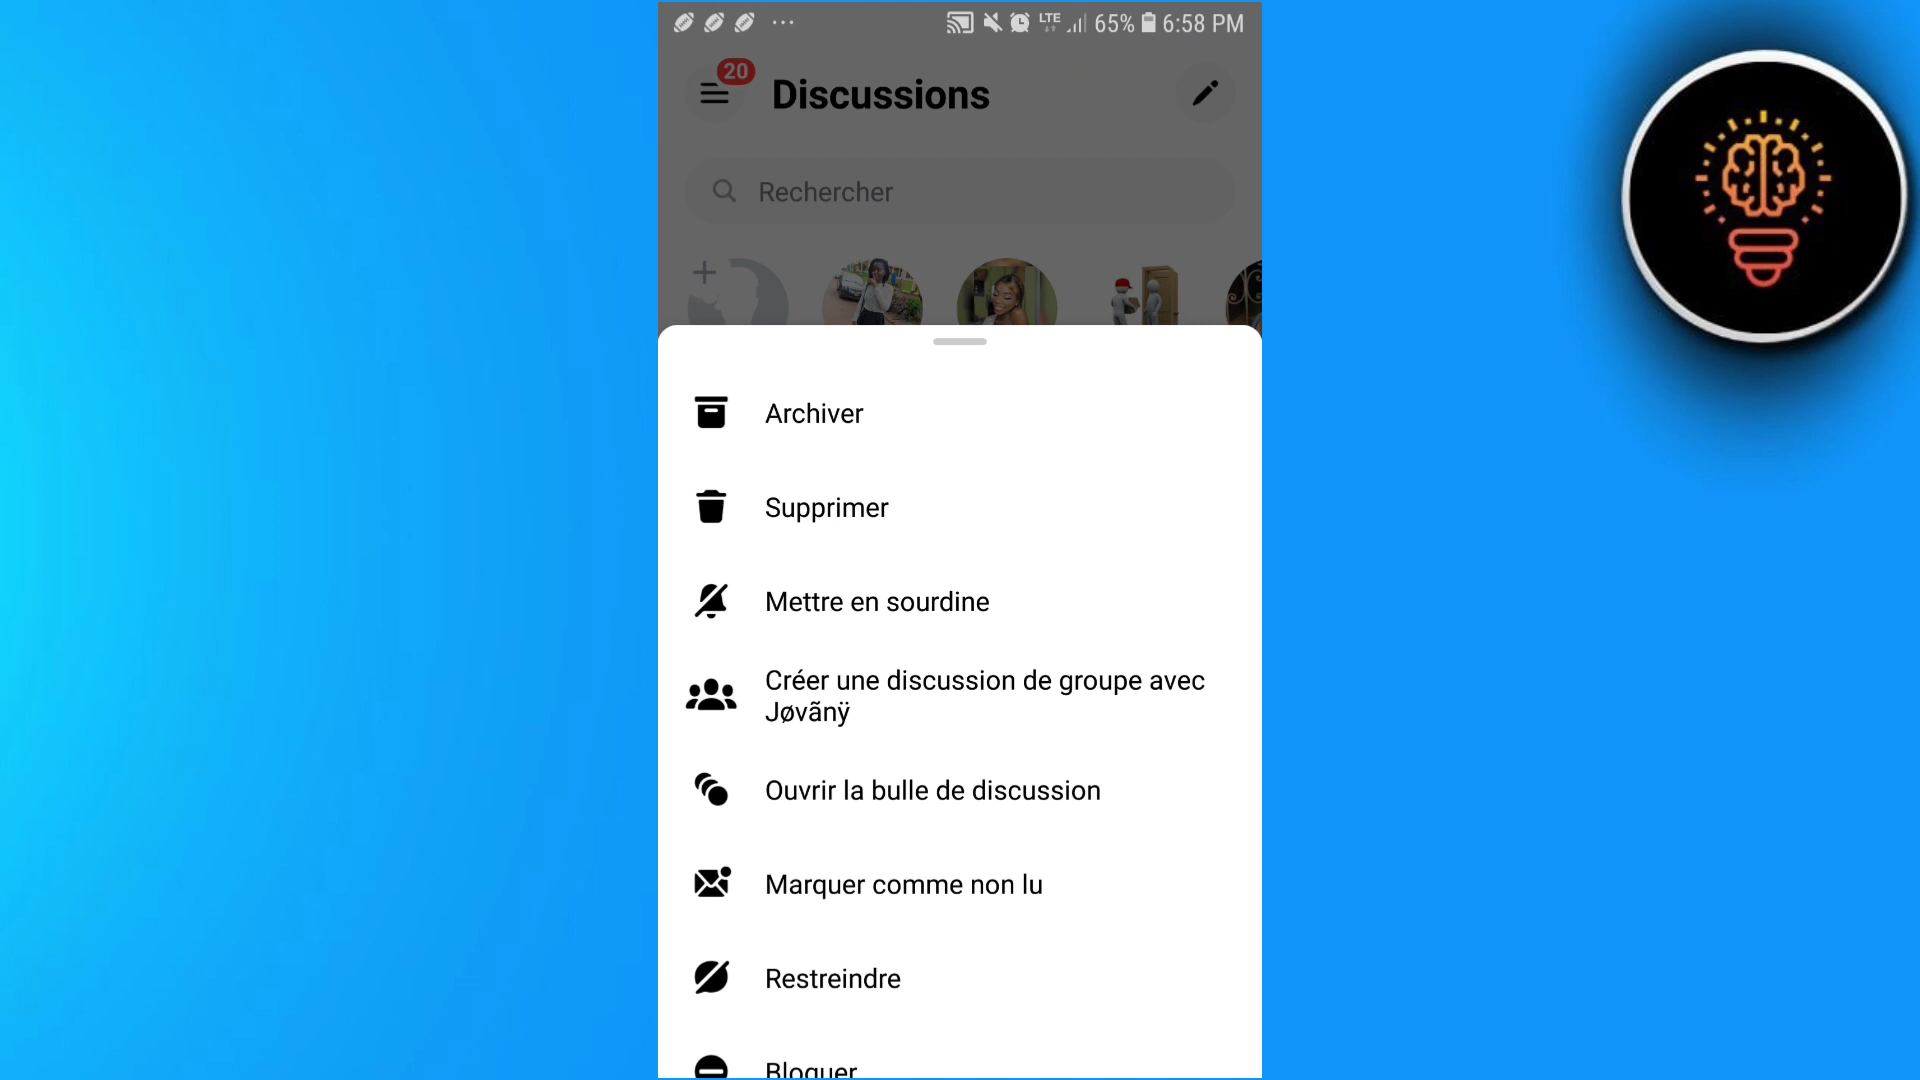 LTE 65% 6:58 PM
20
Discussions
Rechercher
Archiver
Supprimer
Mettre en sourdine
Créer une discussion de groupe avec
Jøvãnÿ
Ouvrir la bulle de discussion
Marquer comme non lu
Restreindre
Bloquer